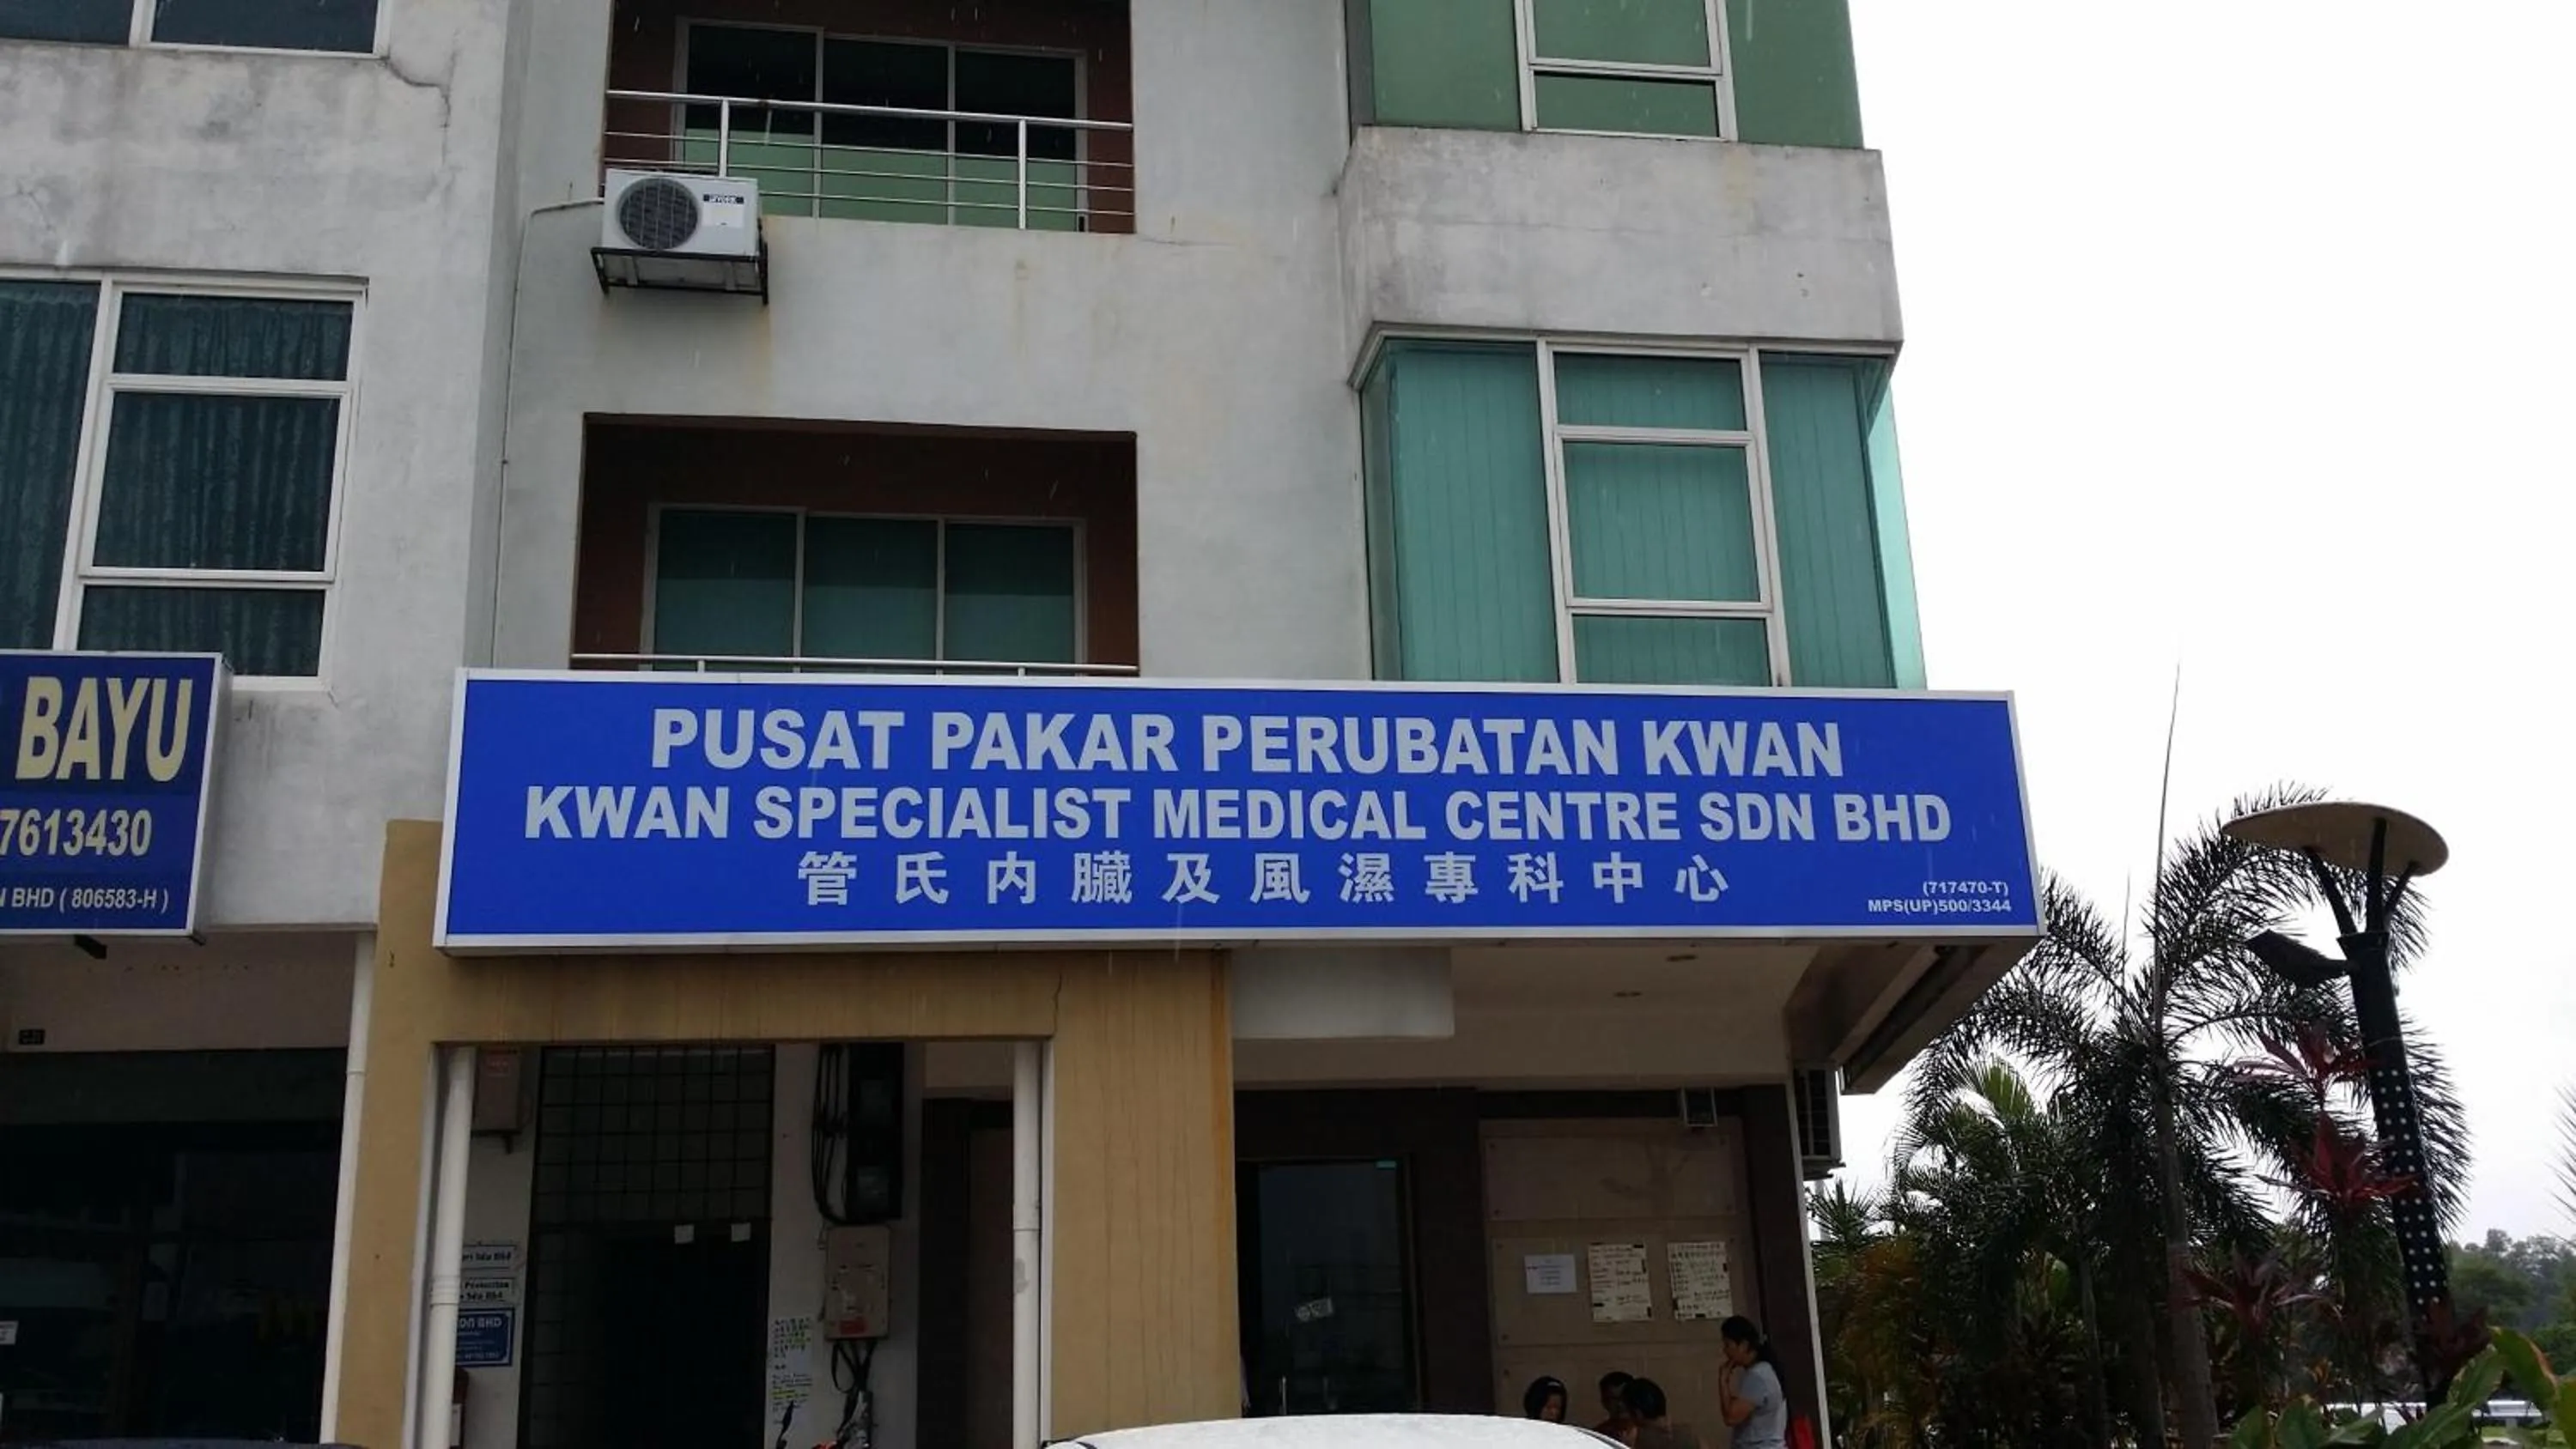 BAYU
7613430
N BHD ( 806583-H )
PUSAT PAKAR PERUBATAN KWAN
KWAN SPECIALIST MEDICAL CENTRE SDN BHD
管氏内臟及風濕專科中心
(717470-T)
MPS(UP)500/3344